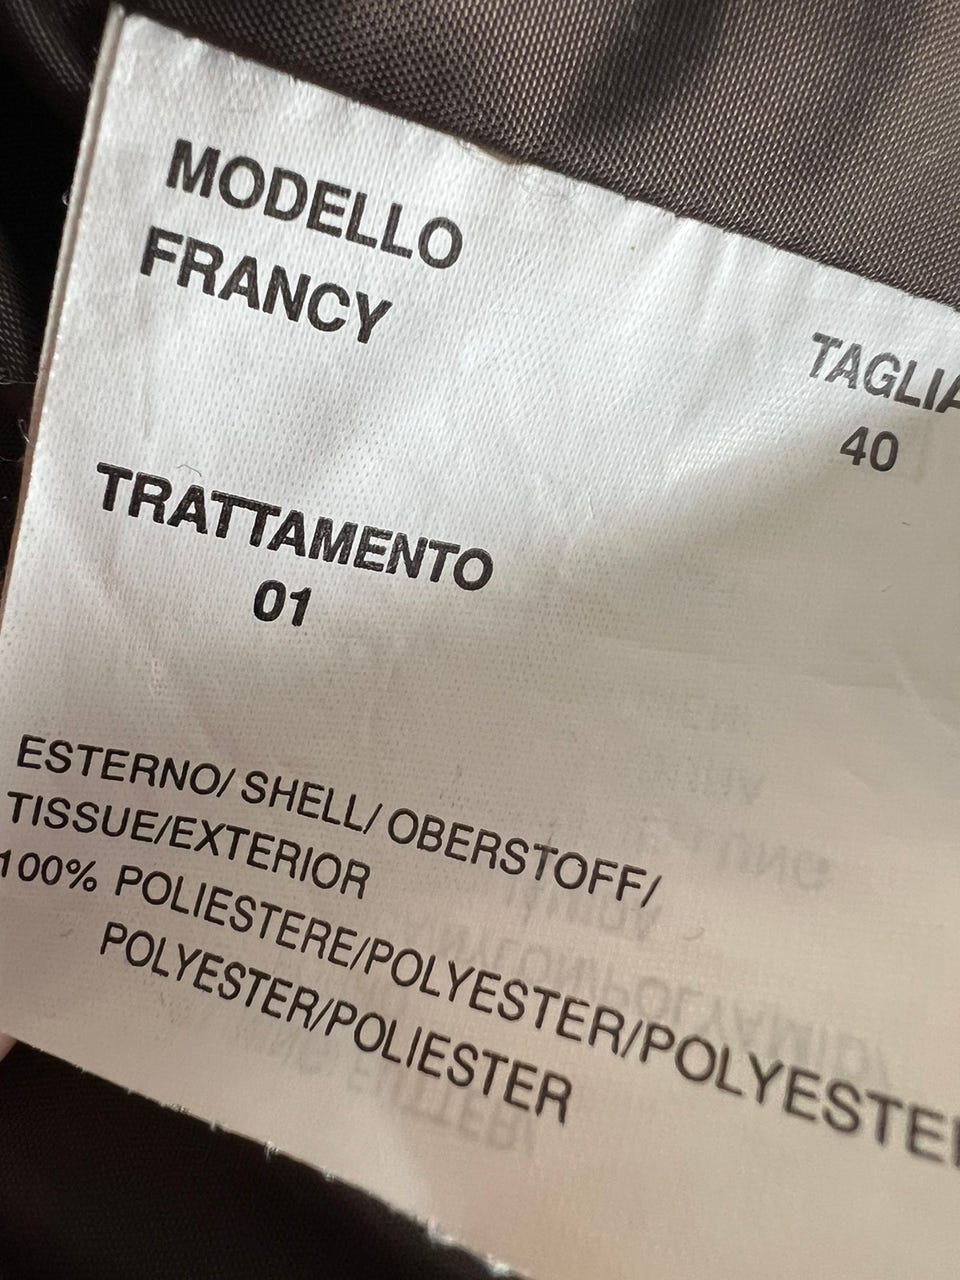 MODELLO
FRANCY
TAGLIA
40
TRATTAMENTO
01
ESTERNO/ SHELL/ OBERSTOFF/
TISSUE/EXTERIOR
100% POLIESTERE/POLYESTER/POLYESTER
POLYESTER/POLIESTER